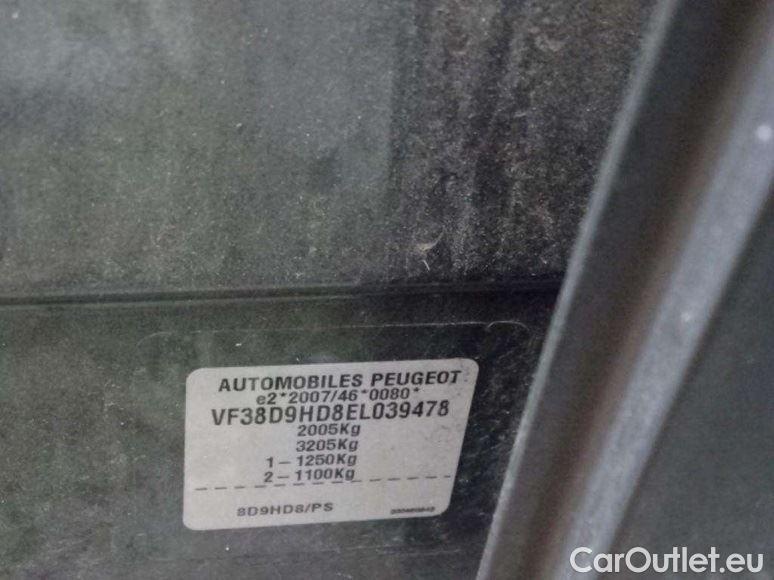 AUTOMOBILES PEUGEOT
e2*2007/46*0080*
VF38D9HD8EL039478
2005Kg
3205Kg
1 - 1250Kg
2 - 1100Kg
8D9HD8/PS
CarOutlet.eu